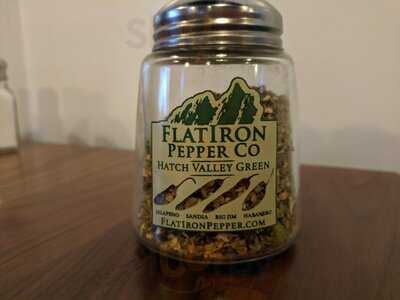 FLATIRON
PEPPER CO
HATCH VALLEY GREEN
JALAPEÑO SANDIA BIG JIM HABANERO
FLATIRONPEPPER.COM